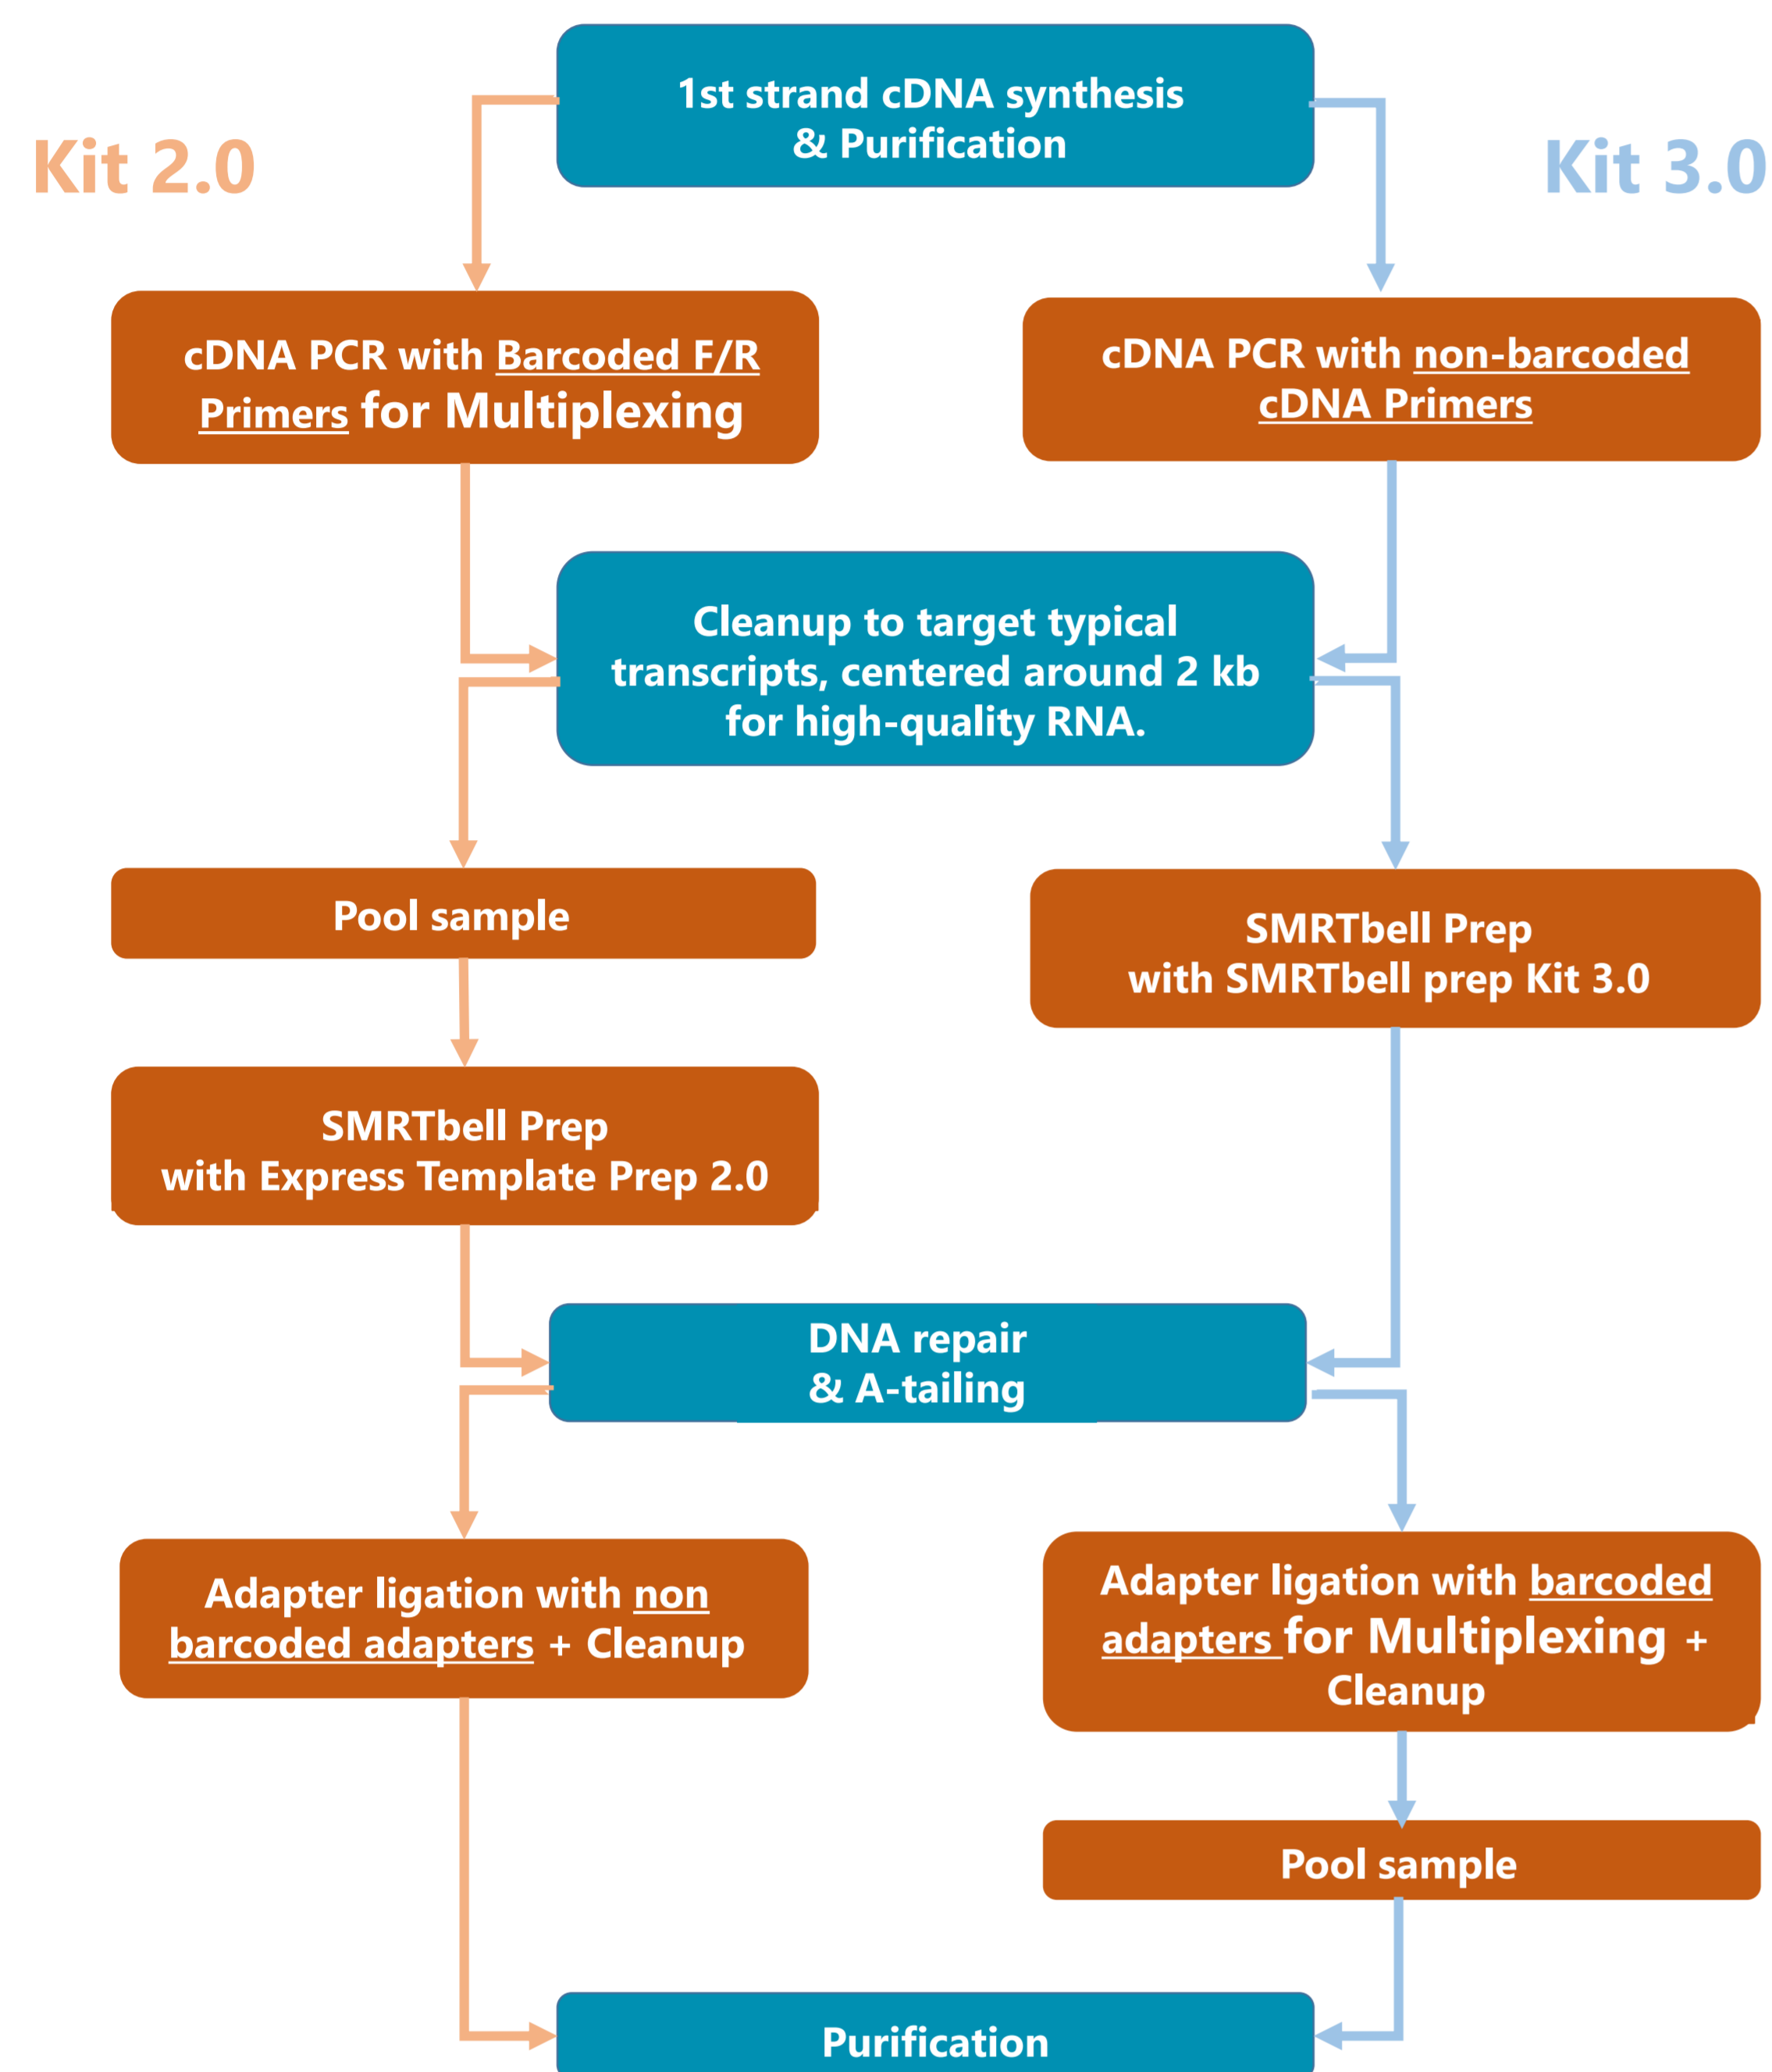 1st strand cDNA synthesis
& Purification
Kit 2.0
Kit 3.0
cDNA PCR with Barcoded F/R
Primers for Multiplexing
cDNA PCR with non-barcoded
cDNA Primers
Cleanup to target typical
transcripts, centered around 2 kb
for high-quality RNA.
Pool sample
SMRTbell Prep
with SMRTbell prep Kit 3.0
SMRTbell Prep
with Express Template Prep 2.0
DNA repair
& A-tailing
Adapter ligation with non
barcoded adapters + Cleanup
Adapter ligation with barcoded
adapters for Multiplexing +
Cleanup
Pool sample
Purification